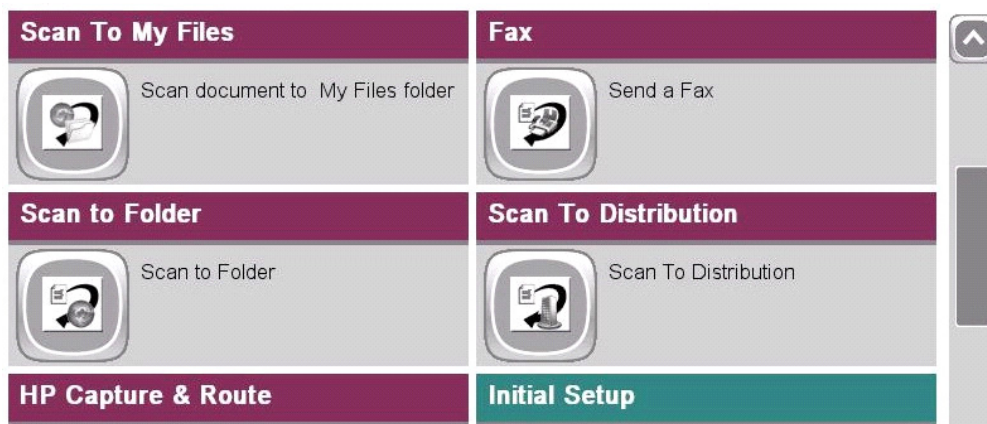 Scan To My Files
Scan document to My Files folder
Fax
Send a Fax
Scan to Folder
Scan to Folder
Scan To Distribution
Scan To Distribution
HP Capture & Route
Initial Setup